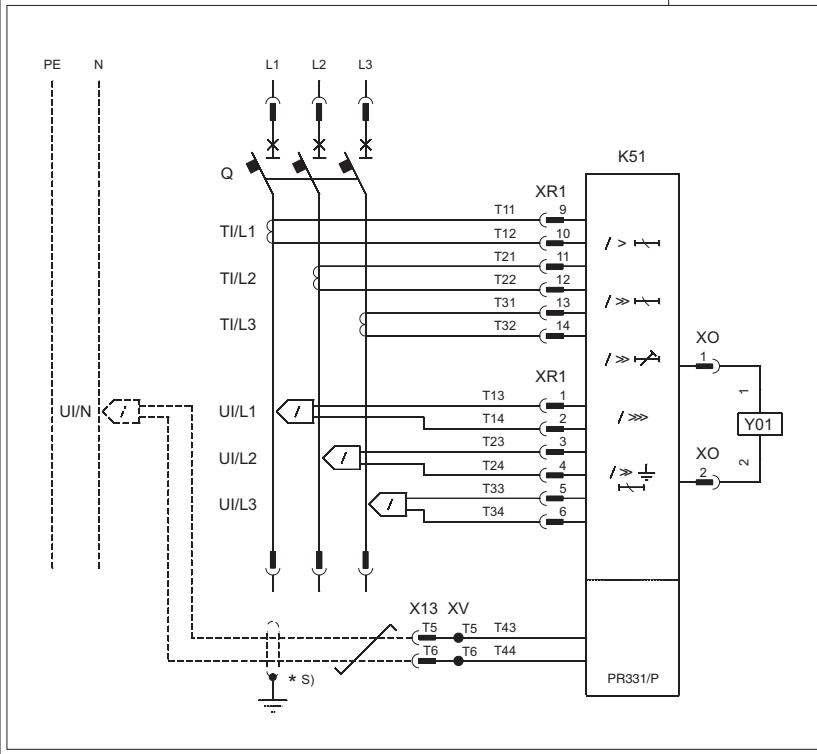 PE N L1 L2 L3
K51
Q
XR1
T11 9
TI/L1 T12 10 I >
T21 11
TI/L2 T22 12
T31 13 I >>
TI/L3 T32 14
XO
I >> 1
XR1
T13 1 1
UI/N UI/L1 T14 2 I >>> Y01
T23 3
UI/L2 T24 4 XO
I >> 2 2
T33 5
UI/L3 T34 6
X13 XV
T5 T5 T43
T6 T6 T44
* S) PR331/P